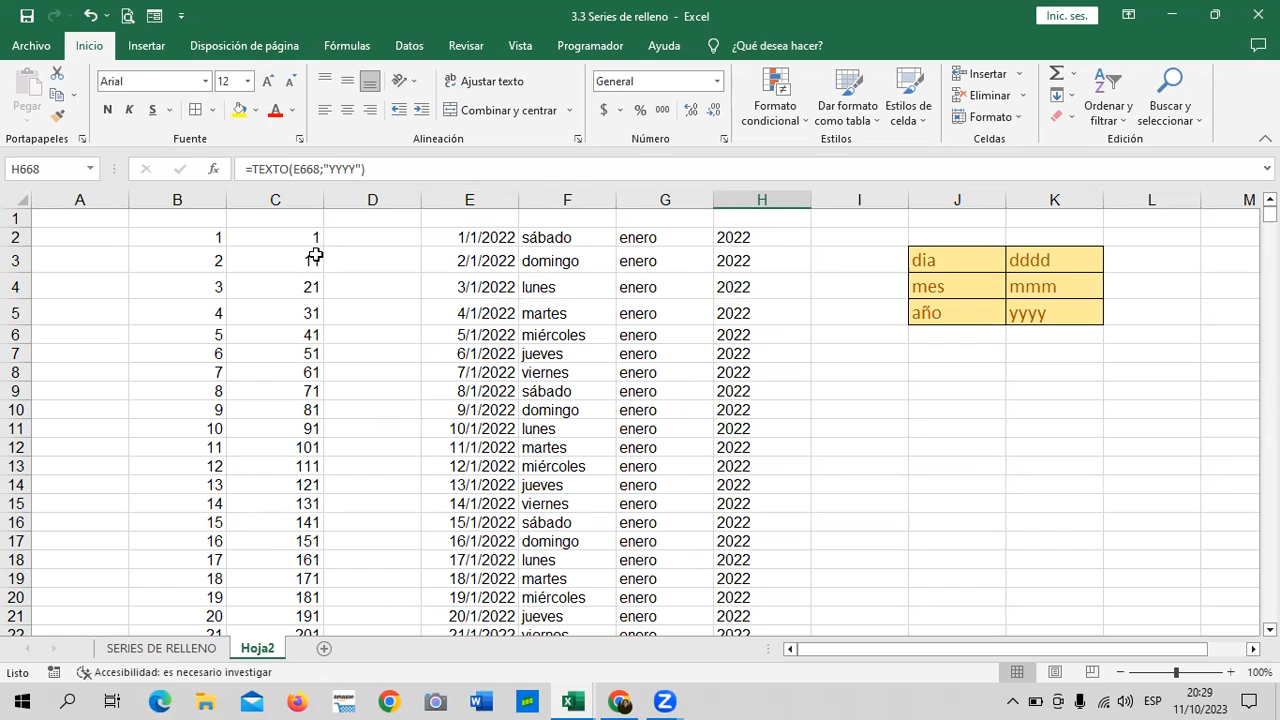 3.3 Series de relleno - Excel
Inic. ses.
Archivo Inicio Insertar Disposición de página Fórmulas Datos Revisar Vista Programador Ayuda ¿Qué desea hacer?
Pegar
Portapapeles
Arial 12
N K S
Fuente
Ajustar texto
Combinar y centrar
Alineación
General
$ % 000
Número
Formato condicional
Dar formato como tabla
Estilos de celda
Estilos
Insertar
Eliminar
Formato
Celdas
Ordenar y filtrar
Buscar y seleccionar
Edición
H668 fx =TEXTO(E668;"YYYY")
A B C D E F G H I J K L M
1
2 1 1 1/1/2022 sábado enero 2022
3 2 11 2/1/2022 domingo enero 2022 dia dddd
4 3 21 3/1/2022 lunes enero 2022 mes mmm
5 4 31 4/1/2022 martes enero 2022 año yyyy
6 5 41 5/1/2022 miércoles enero 2022
7 6 51 6/1/2022 jueves enero 2022
8 7 61 7/1/2022 viernes enero 2022
9 8 71 8/1/2022 sábado enero 2022
10 9 81 9/1/2022 domingo enero 2022
11 10 91 10/1/2022 lunes enero 2022
12 11 101 11/1/2022 martes enero 2022
13 12 111 12/1/2022 miércoles enero 2022
14 13 121 13/1/2022 jueves enero 2022
15 14 131 14/1/2022 viernes enero 2022
16 15 141 15/1/2022 sábado enero 2022
17 16 151 16/1/2022 domingo enero 2022
18 17 161 17/1/2022 lunes enero 2022
19 18 171 18/1/2022 martes enero 2022
20 19 181 19/1/2022 miércoles enero 2022
21 20 191 20/1/2022 jueves enero 2022
22 21 201 21/1/2022 viernes enero 2022
SERIES DE RELLENO Hoja2
Listo Accesibilidad: es necesario investigar 100%
amazon
ESP
20:29
11/10/2023